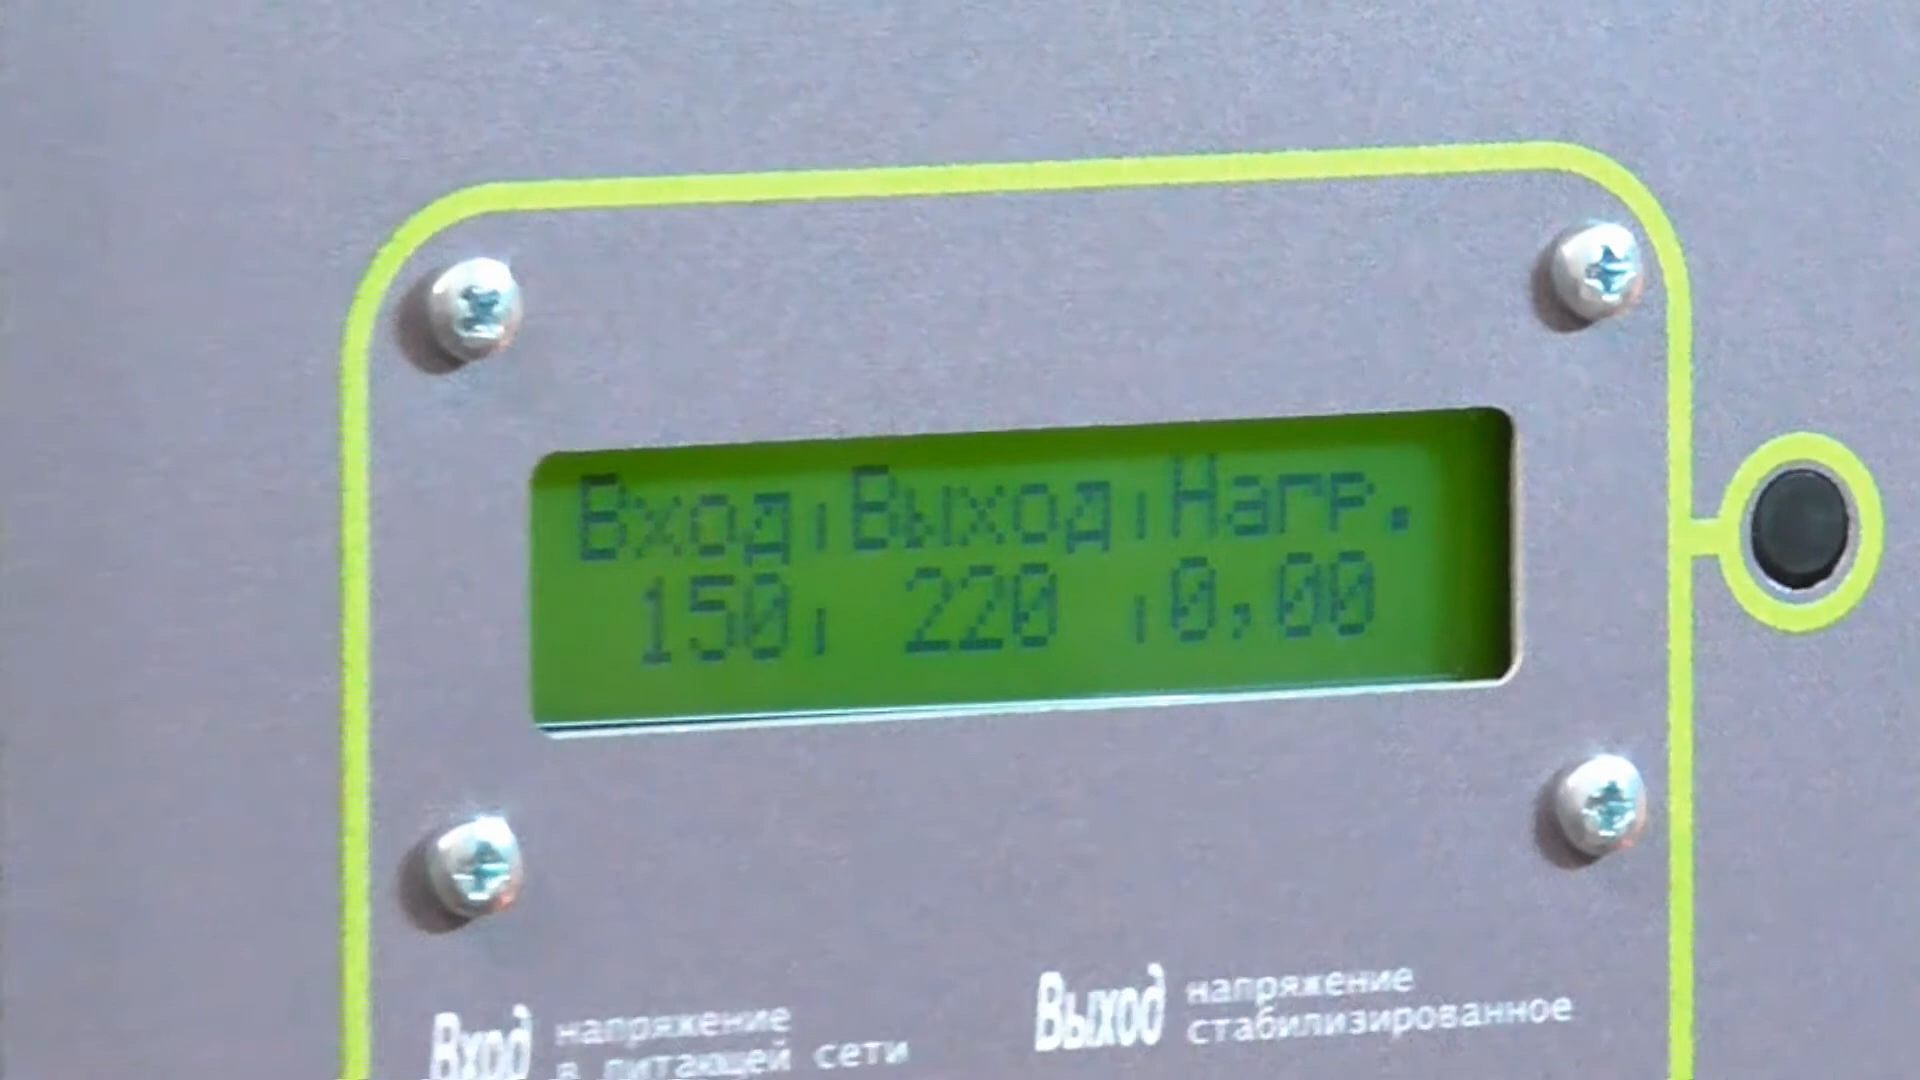 Вход¦Выход¦Нагр.
150¦ 220 ¦0,00
Вход напряжение в питающей сети
Выход напряжение стабилизированное